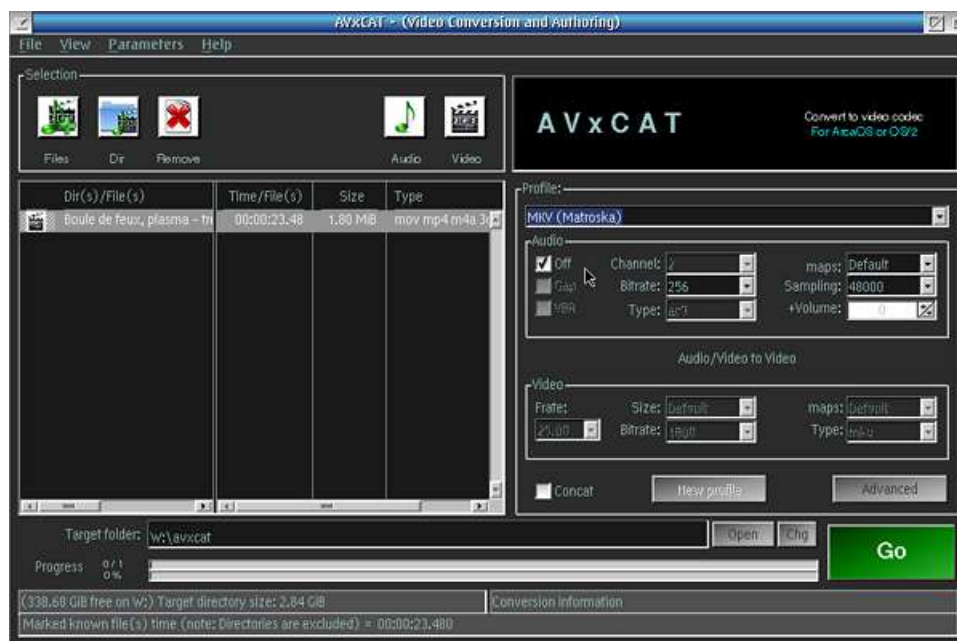 AVxCAT - (Video Conversion and Authoring)
File View Parameters Help
Selection
Files Dir Remove Audio Video
AVxCAT
Convert to video codec
For ArcaOS or OS/2
Dir(s)/File(s) Time/File(s) Size Type
Boule de feux, plasma - tr 00:00:23.48 1.80 MiB mov mp4 m4a 3g
Profile:
MKV (Matroska)
Audio
Off Channel: 2 maps: Default
Gap Bitrate: 256 Sampling: 48000
VBR Type: ac3 +Volume: 0
Audio/Video to Video
Video
Frate: Size: Default maps: Default
25.00 Bitrate: 1800 Type: mkv
Concat New profile Advanced
Target folder: w:\avxcat Open Chg
Go
Progress 0/1
0%
(338.68 GiB free on W:) Target directory size: 2.84 GiB Conversion information
Marked known file(s) time (note: Directories are excluded) = 00:00:23.480